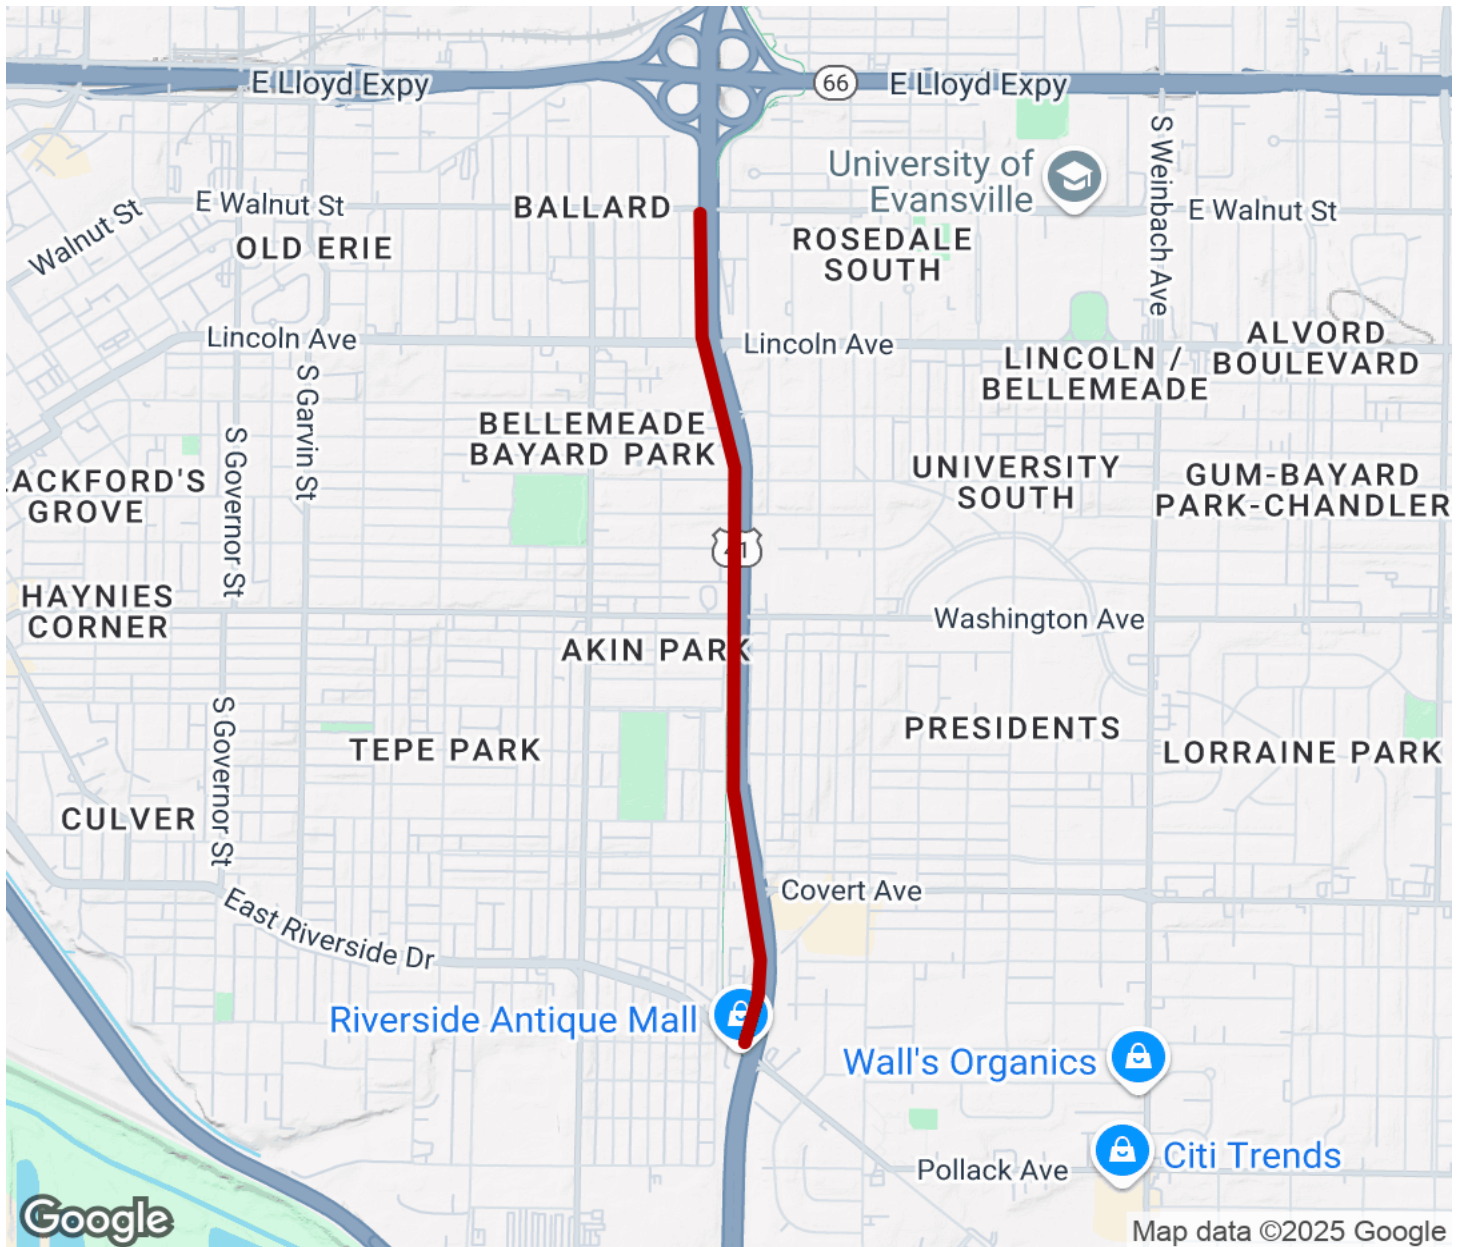 E Lloyd Expy
66
E Lloyd Expy
S Weinbach Ave
University of
Evansville
Walnut St
E Walnut St
BALLARD
E Walnut St
OLD ERIE
ROSEDALE
SOUTH
Lincoln Ave
Lincoln Ave
ALVORD
BOULEVARD
LINCOLN /
BELLEMEADE
S Garvin St
BELLEMEADE
BAYARD PARK
S Governor St
UNIVERSITY
SOUTH
GUM-BAYARD
PARK-CHANDLER
ACKFORD'S
GROVE
41
HAYNIES
CORNER
Washington Ave
AKIN PARK
S Governor St
PRESIDENTS
TEPE PARK
LORRAINE PARK
CULVER
Covert Ave
East Riverside Dr
Riverside Antique Mall
Wall's Organics
Citi Trends
Pollack Ave
Google
Map data ©2025 Google